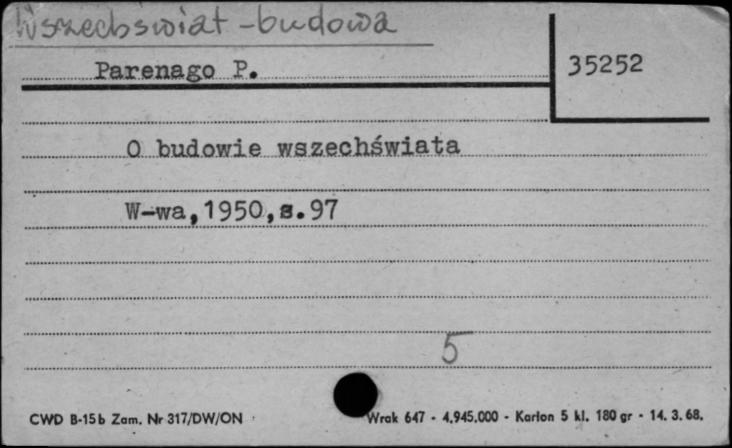 Wszechświat - budowa
Parenago P.
35252
O budowie wszechświata
W-wa, 1950, s. 97
5
CWD B-15b Zam. Nr 317/DW/ON
Wrak 647 - 4.945.000 - Karton 5 kl. 180 gr - 14. 3. 68.